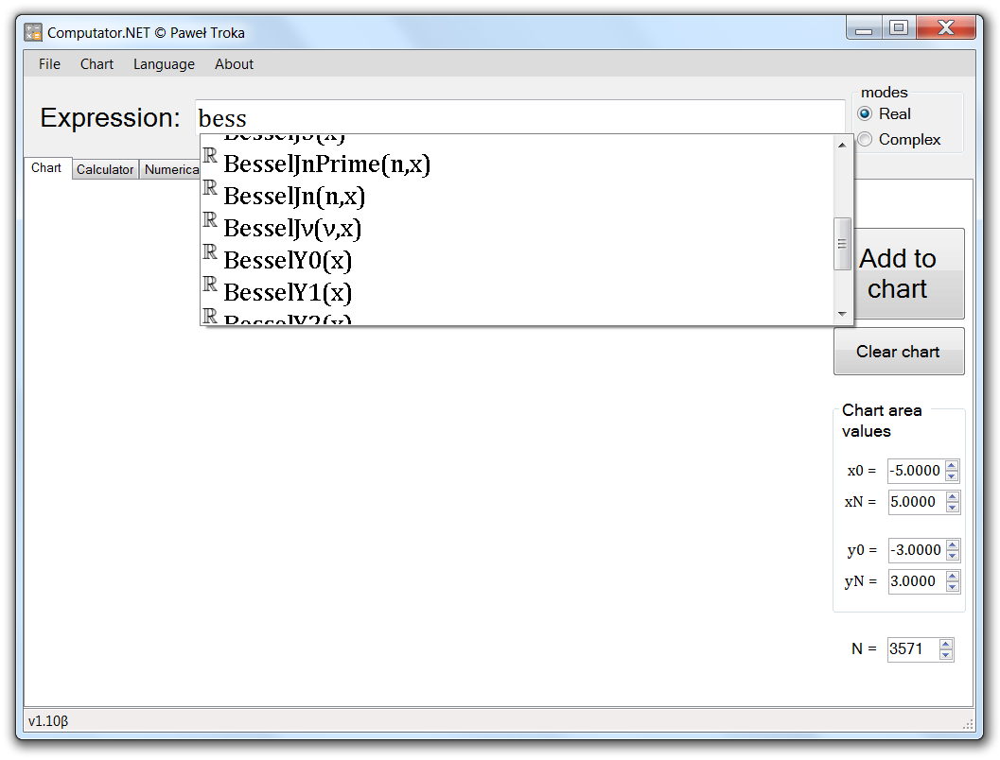 Computator.NET © Paweł Troka
File Chart Language About
Expression: bess
modes
Real
Complex
ℝ BesselJnPrime(n,x)
ℝ BesselJn(n,x)
ℝ BesselJν(ν,x)
ℝ BesselY0(x)
ℝ BesselY1(x)
ℝ BesselY2(x)
Chart Calculator Numerica
Add to
chart
Clear chart
Chart area
values
x0 = -5.0000
xN = 5.0000
y0 = -3.0000
yN = 3.0000
N = 3571
v1.10β